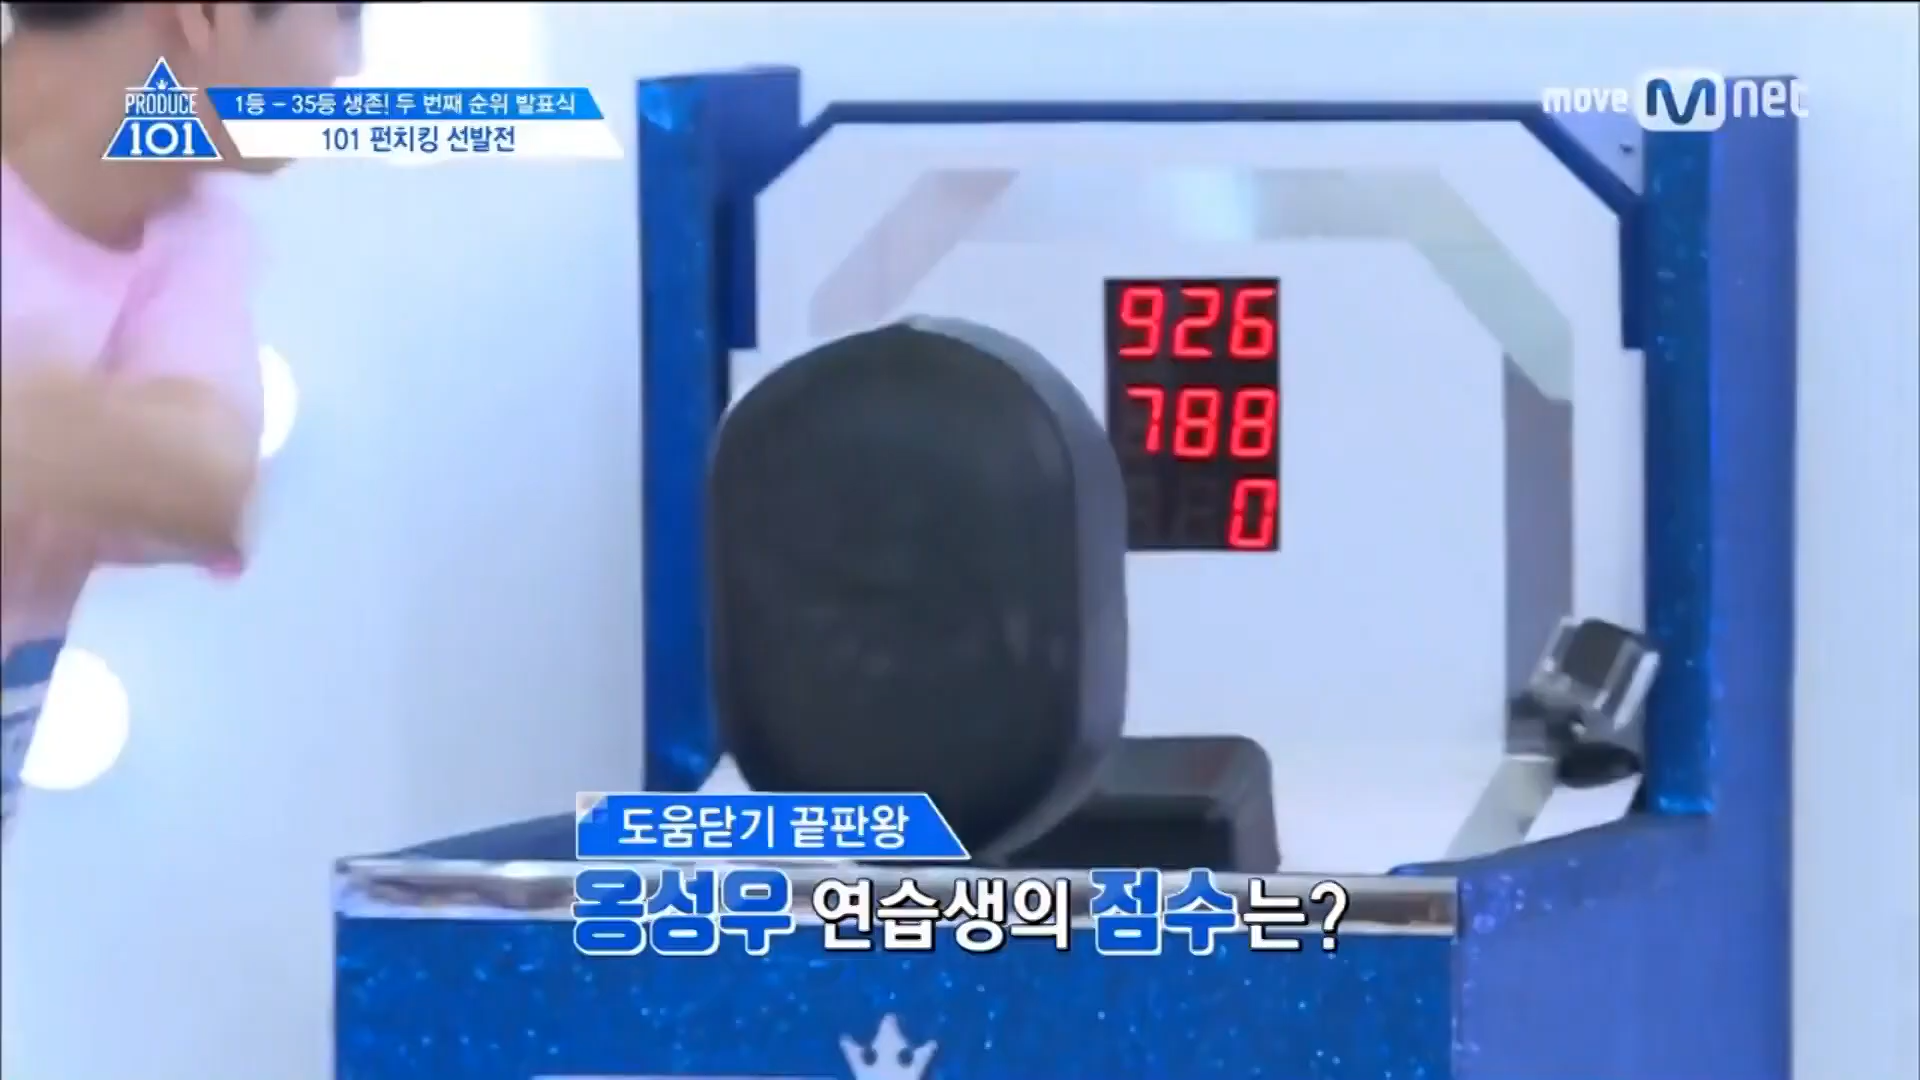 PRODUCE
101
1등 - 35등 생존! 두 번째 순위 발표식
101 펀치킹 선발전
move Mnet
926
788
0
도움닫기 끝판왕
옹성우 연습생의 점수는?